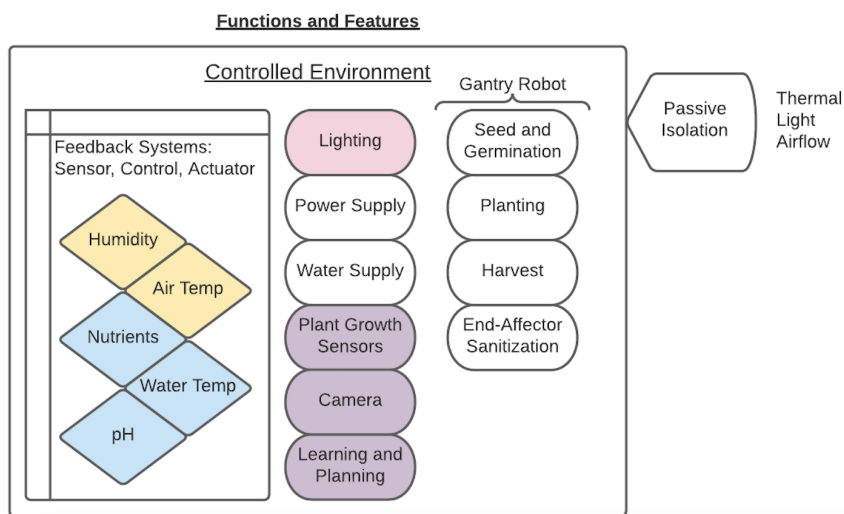 Functions and Features
Controlled Environment
Feedback Systems:
Sensor, Control, Actuator
Humidity
Air Temp
Nutrients
Water Temp
pH
Lighting
Power Supply
Water Supply
Plant Growth
Sensors
Camera
Learning and
Planning
Gantry Robot
Seed and
Germination
Planting
Harvest
End-Affector
Sanitization
Passive
Isolation
Thermal
Light
Airflow